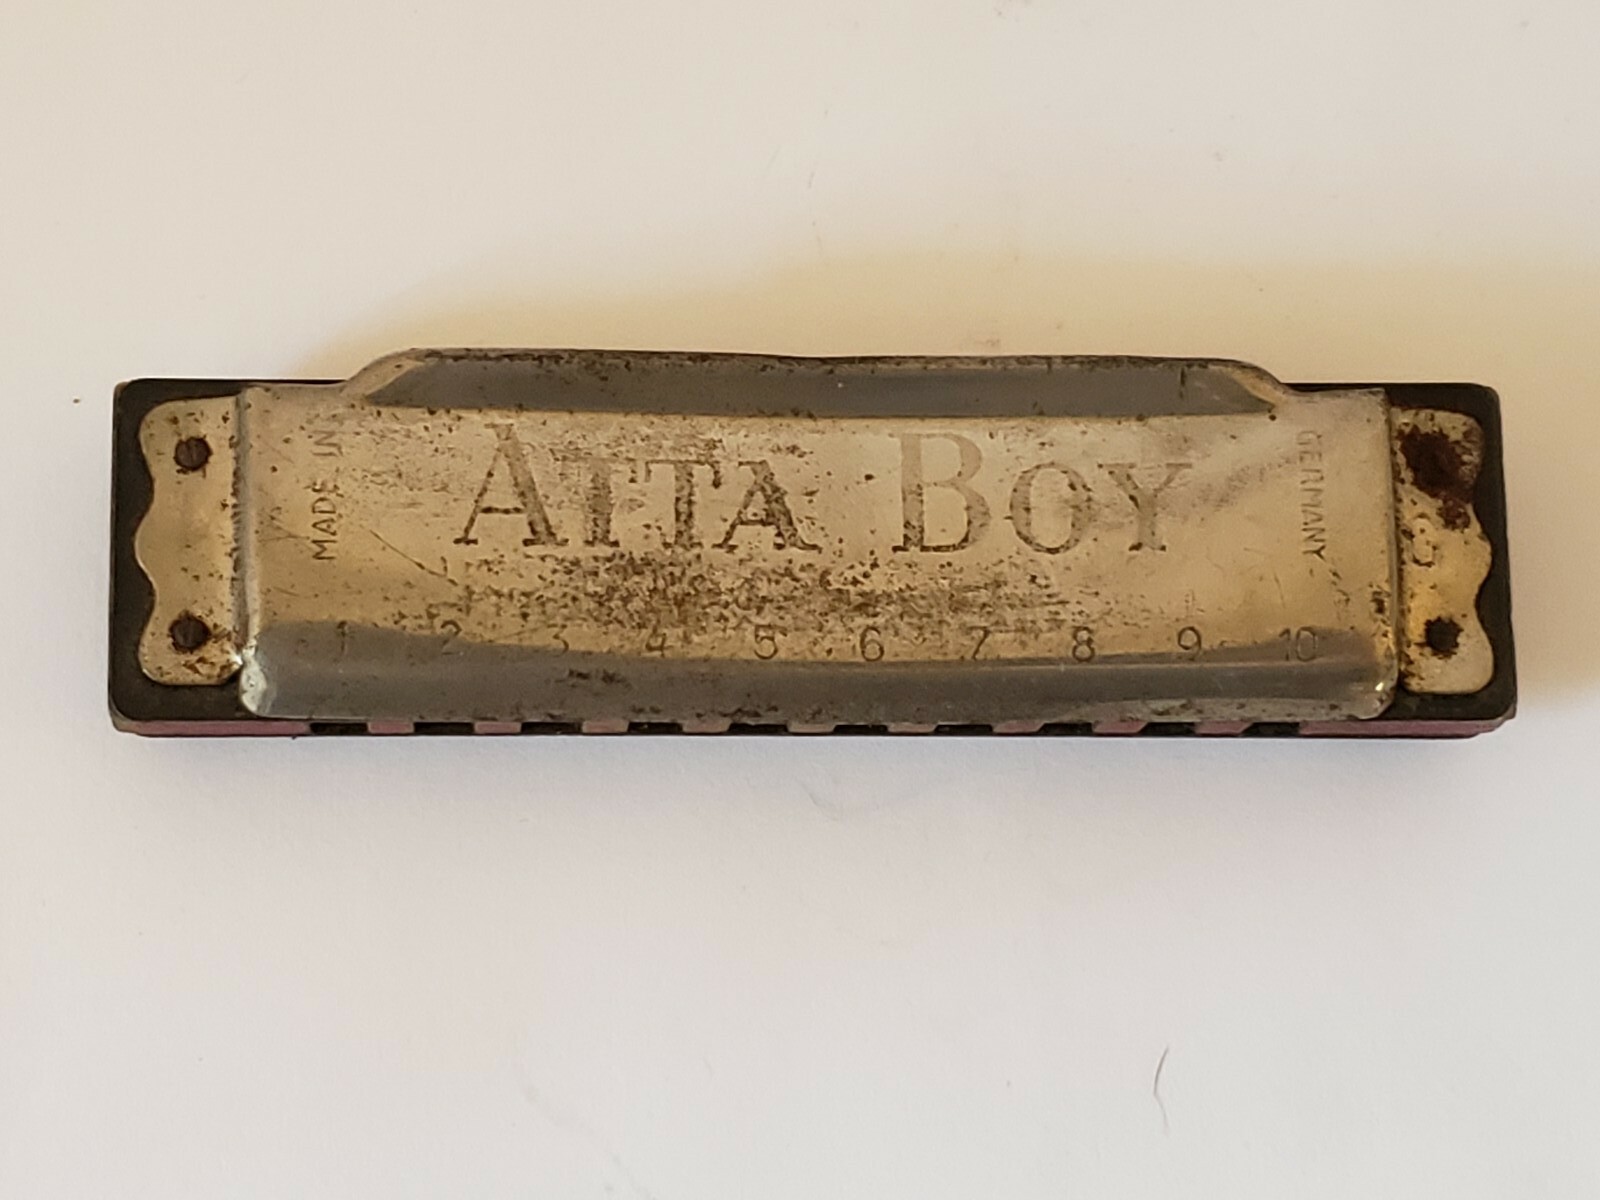 MADE IN
ATTA BOY
GERMANY
1 2 3 4 5 6 7 8 9 10
C